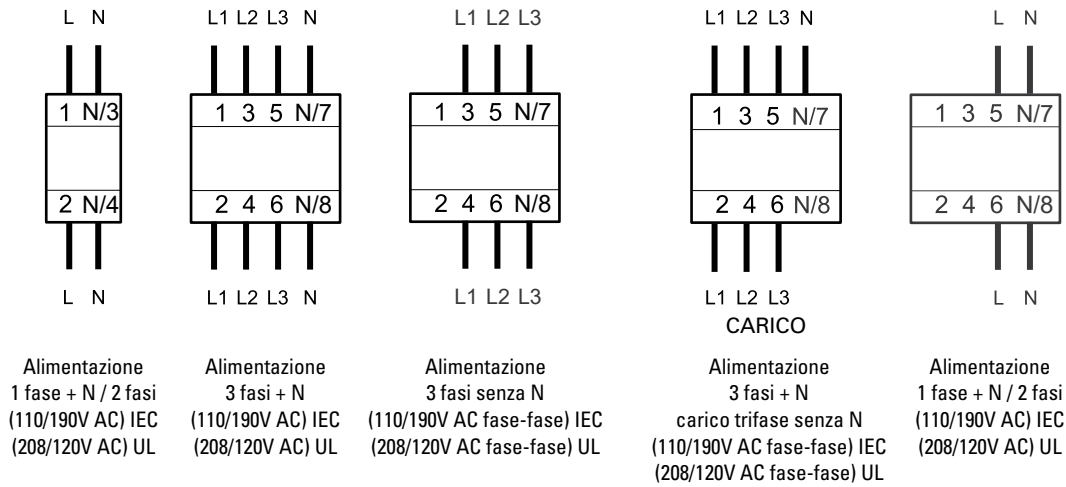 L N
1 N/3
2 N/4
L N
Alimentazione
1 fase + N / 2 fasi
(110/190V AC) IEC
(208/120V AC) UL
L1 L2 L3 N
1 3 5 N/7
2 4 6 N/8
L1 L2 L3 N
Alimentazione
3 fasi + N
(110/190V AC) IEC
(208/120V AC) UL
L1 L2 L3
1 3 5 N/7
2 4 6 N/8
L1 L2 L3
Alimentazione
3 fasi senza N
(110/190V AC fase-fase) IEC
(208/120V AC fase-fase) UL
L1 L2 L3 N
1 3 5 N/7
2 4 6 N/8
L1 L2 L3
CARICO
Alimentazione
3 fasi + N
carico trifase senza N
(110/190V AC fase-fase) IEC
(208/120V AC fase-fase) UL
L N
1 3 5 N/7
2 4 6 N/8
L N
Alimentazione
1 fase + N / 2 fasi
(110/190V AC) IEC
(208/120V AC) UL